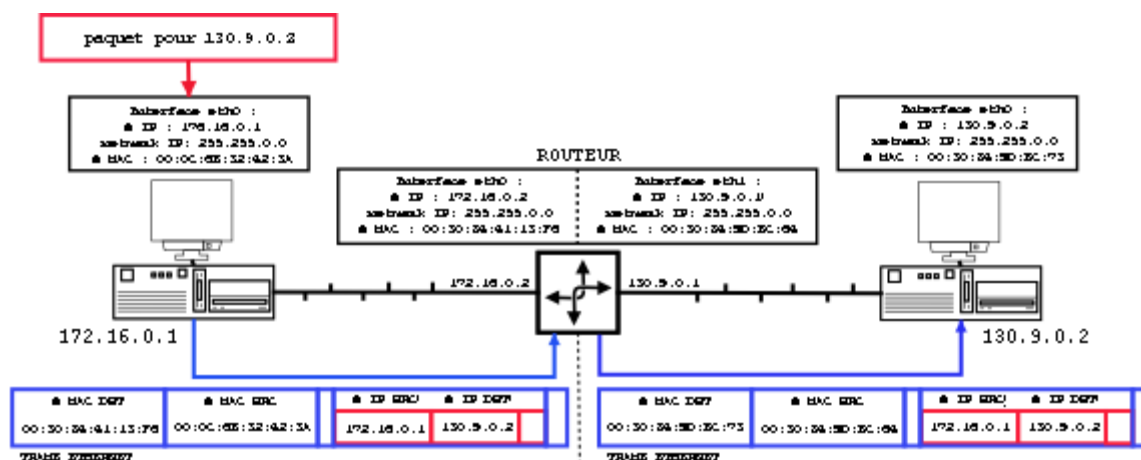 paquet pour 130.9.0.2
Interface eth0 :
@ IP : 176.16.0.1
netmask IP: 255.255.0.0
@ MAC : 00:0C:6E:32:42:3A
Interface eth0 :
@ IP : 130.9.0.2
netmask IP: 255.255.0.0
@ MAC : 00:30:84:9D:EC:73
ROUTEUR
Interface eth0 :
@ IP : 172.16.0.2
netmask IP: 255.255.0.0
@ MAC : 00:30:84:41:13:F6
Interface eth1 :
@ IP : 130.9.0.1
netmask IP: 255.255.0.0
@ MAC : 00:30:84:9D:EC:64
172.16.0.2
130.9.0.1
172.16.0.1
130.9.0.2
@ MAC DST
@ MAC SRC
@ IP SRC
@ IP DST
00:30:84:41:13:F6
00:0C:6E:32:42:3A
172.16.0.1
130.9.0.2
TRAME ETHERNET
@ MAC DST
@ MAC SRC
@ IP SRC
@ IP DST
00:30:84:9D:EC:73
00:30:84:9D:EC:64
172.16.0.1
130.9.0.2
TRAME ETHERNET